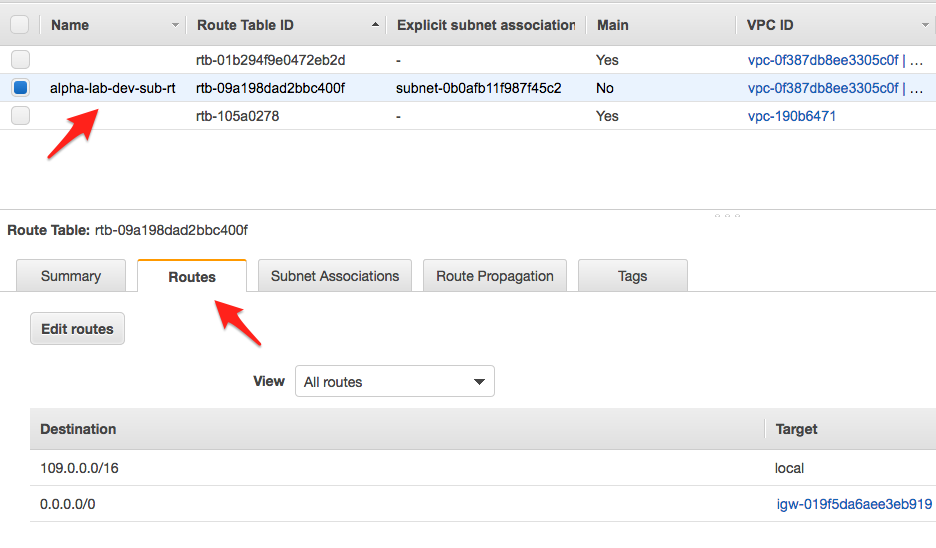 Name Route Table ID Explicit subnet association Main VPC ID
rtb-01b294f9e0472eb2d - Yes vpc-0f387db8ee3305c0f | ...
alpha-lab-dev-sub-rt rtb-09a198dad2bbc400f subnet-0b0afb11f987f45c2 No vpc-0f387db8ee3305c0f | ...
rtb-105a0278 - Yes vpc-190b6471
Route Table: rtb-09a198dad2bbc400f
Summary Routes Subnet Associations Route Propagation Tags
Edit routes
View All routes
Destination Target
109.0.0.0/16 local
0.0.0.0/0 igw-019f5da6aee3eb919